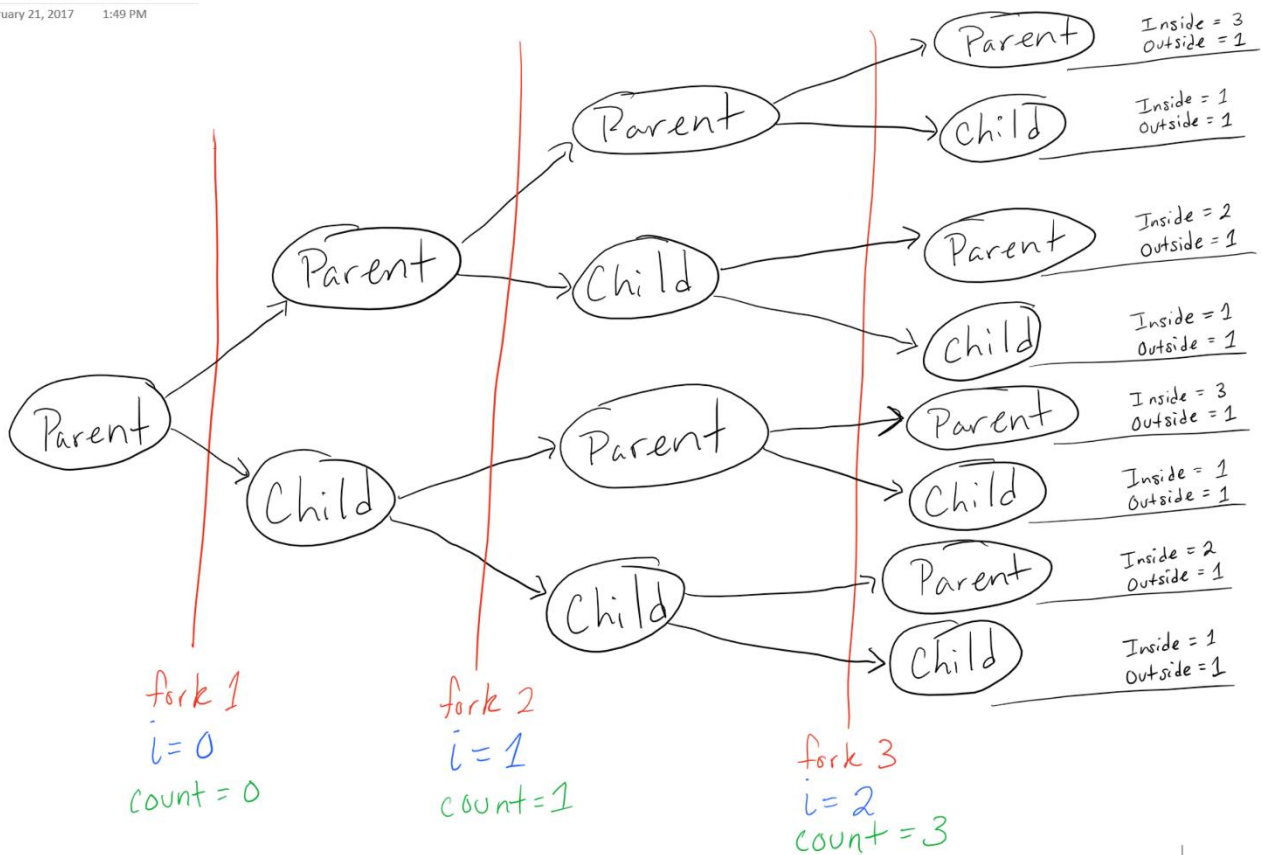 1:49 PM
Parent
Inside = 3
Outside = 1
Parent
Child
Inside = 1
Outside = 1
Parent
Parent
Inside = 2
Outside = 1
Child
Child
Inside = 1
Outside = 1
Parent
Parent
Parent
Inside = 3
Outside = 1
Child
Child
Inside = 1
Outside = 1
Child
Parent
Inside = 2
Outside = 1
Child
Inside = 1
Outside = 1
fork 1
i = 0
count = 0
fork 2
i = 1
count = 1
fork 3
i = 2
count = 3